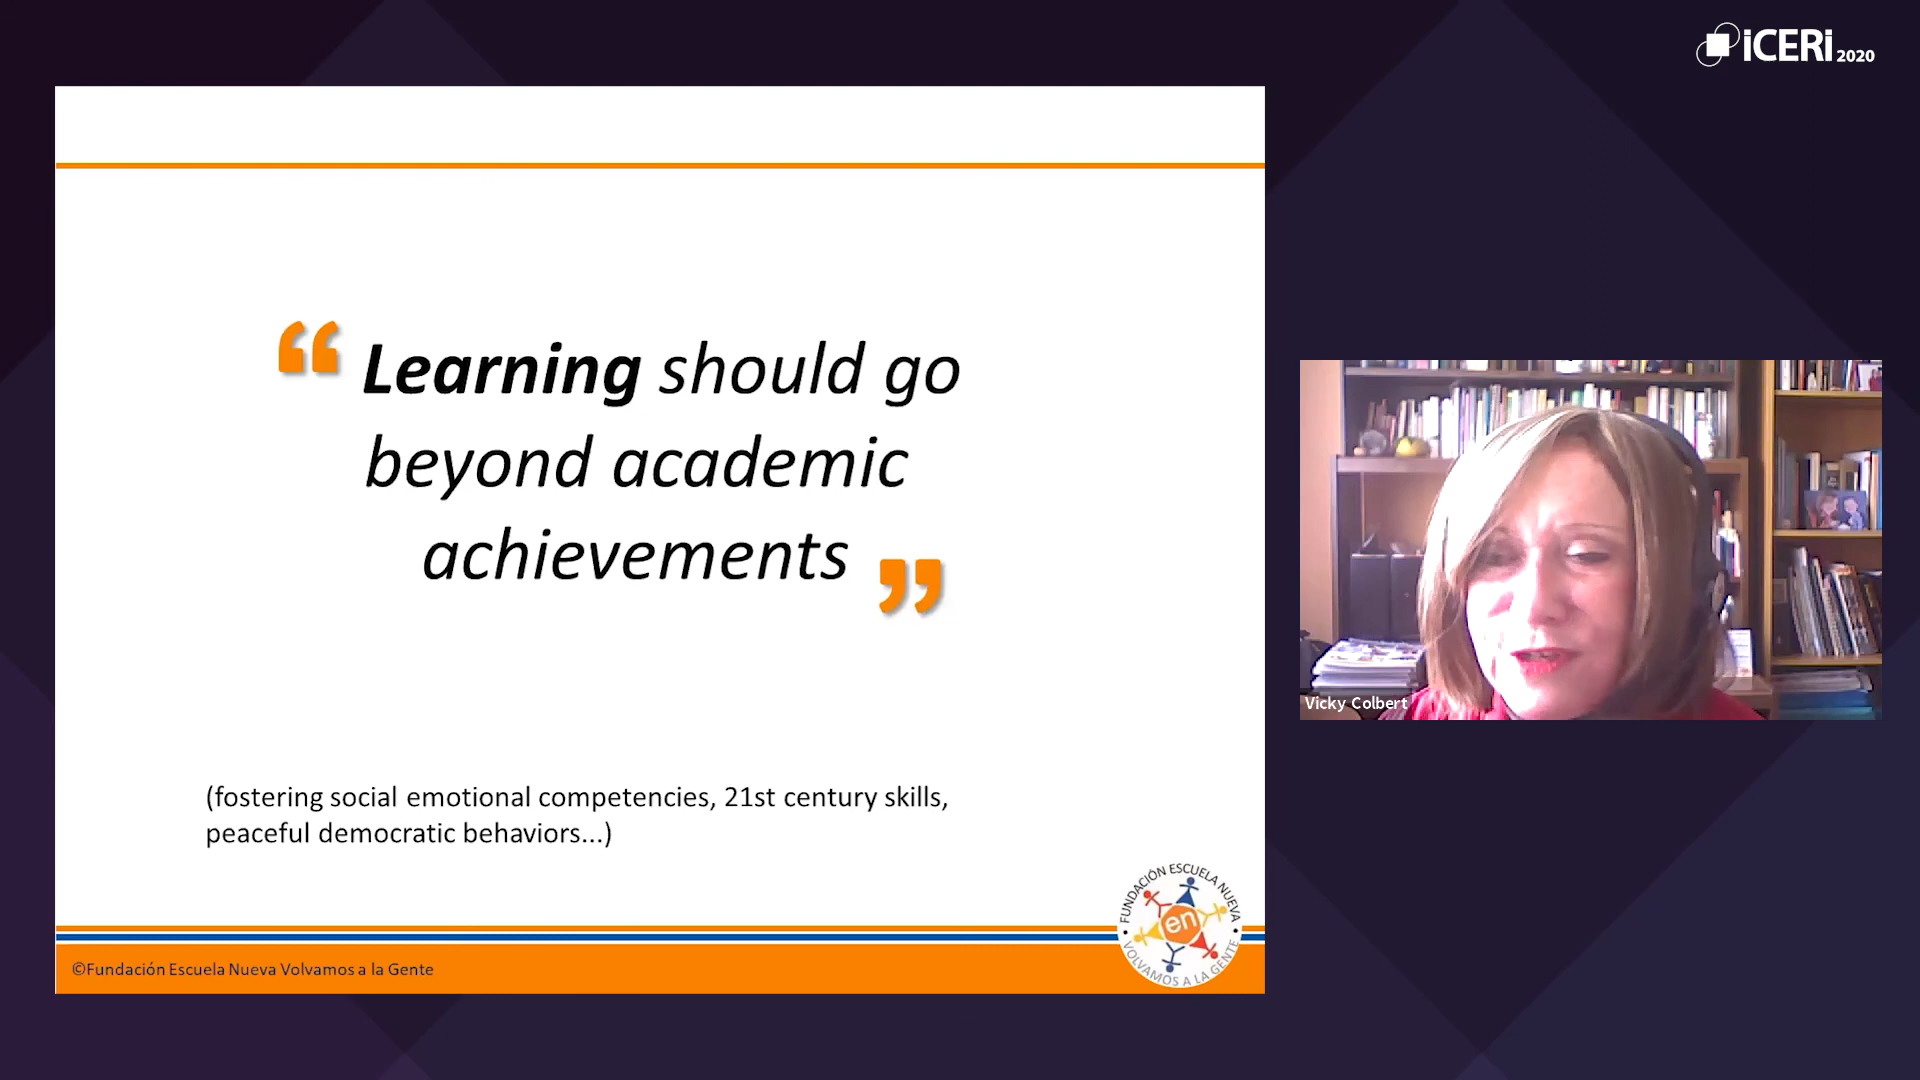 iCERi 2020
“ Learning should go
beyond academic
achievements ”
(fostering social emotional competencies, 21st century skills,
peaceful democratic behaviors...)
FUNDACIÓN ESCUELA NUEVA
en
VOLVAMOS A LA GENTE
©Fundación Escuela Nueva Volvamos a la Gente
Vicky Colbert